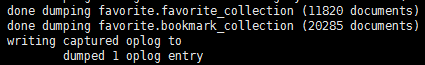 done dumping favorite.favorite_collection (11820 documents)
done dumping favorite.bookmark_collection (20285 documents)
writing captured oplog to
dumped 1 oplog entry